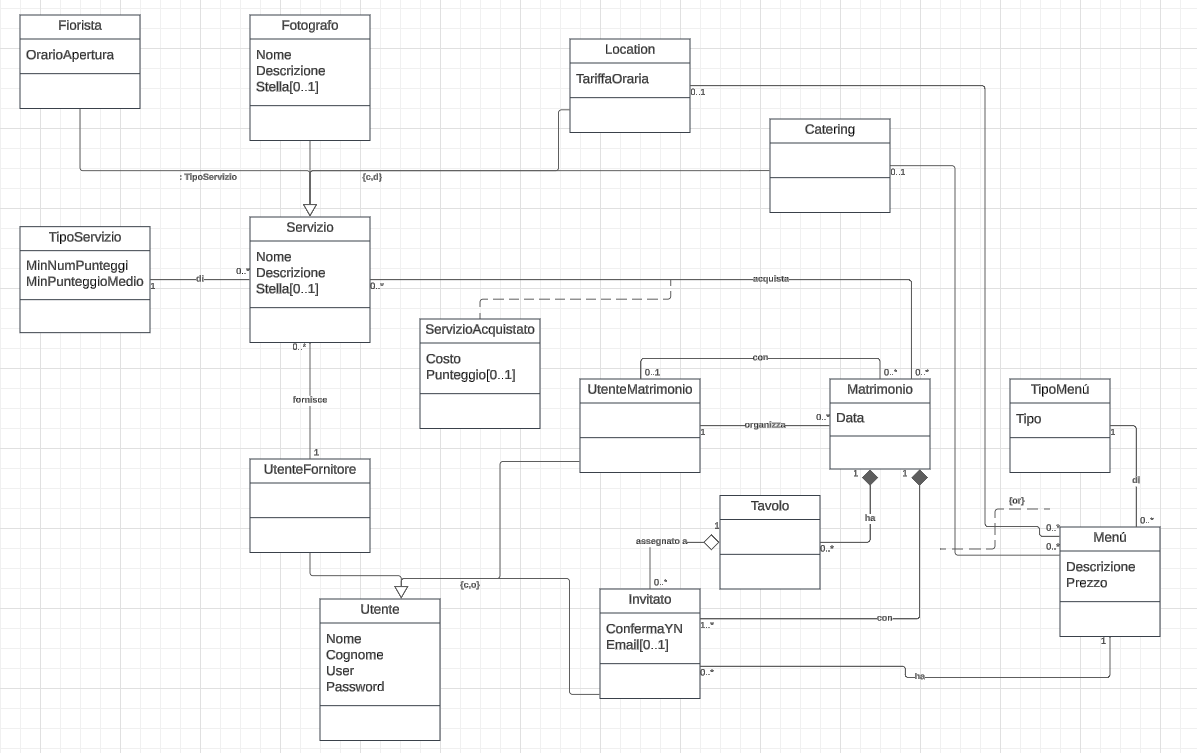 Fiorista
OrarioApertura
Fotografo
Nome
Descrizione
Stella[0..1]
Location
TariffaOraria
0..1
Catering
0..1
: TipoServizio
{c,d}
TipoServizio
MinNumPunteggi
MinPunteggioMedio
1
di
0..*
Servizio
Nome
Descrizione
Stella[0..1]
0..*
acquista
0..*
ServizioAcquistato
Costo
Punteggio[0..1]
con
0..1
0..*
0..*
UtenteMatrimonio
1
organizza
0..*
Matrimonio
Data
1
1
TipoMenú
Tipo
1
di
0..*
fornisce
1
UtenteFornitore
Tavolo
1
0..*
ha
assegnato a
0..*
{or}
0..*
0..*
Menú
Descrizione
Prezzo
1
{c,o}
Utente
Nome
Cognome
User
Password
Invitato
ConfermaYN
Email[0..1]
1..*
con
0..*
ha